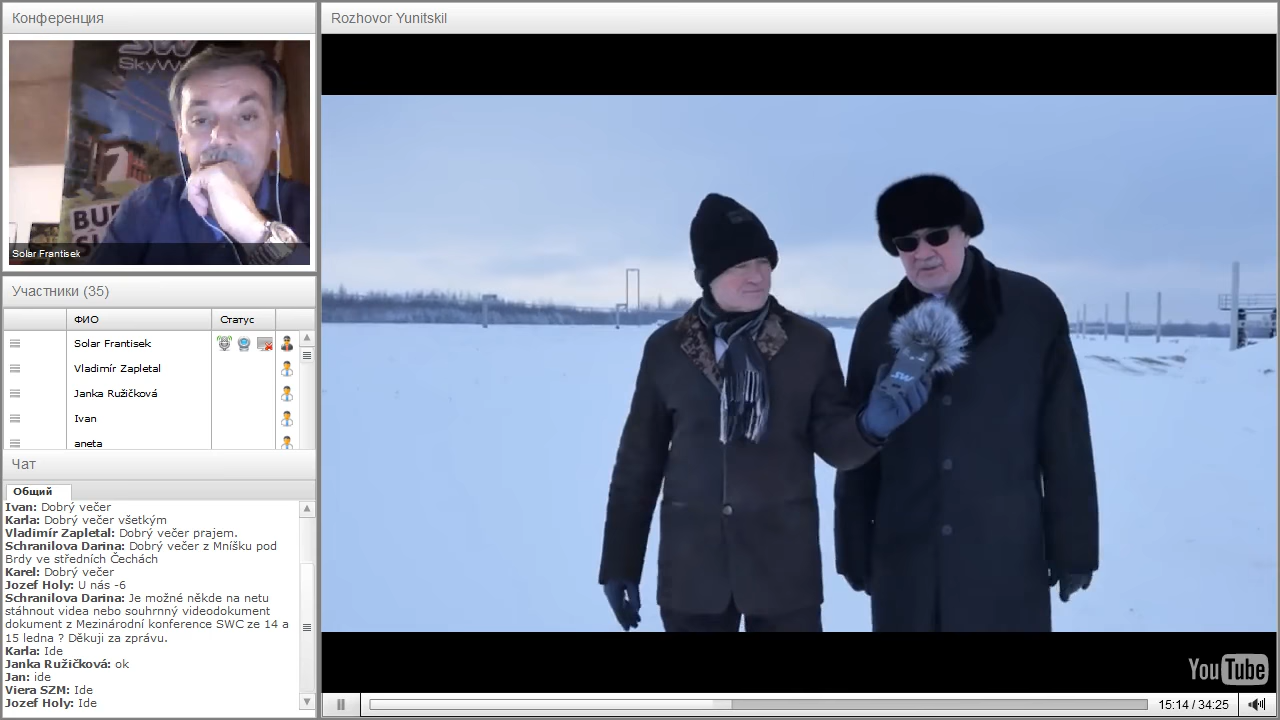 Конференция
SW
SkyW
BU
S
Solar Frantisek
Участники (35)
ФИО Статус
Solar Frantisek
Vladimír Zapletal
Janka Ružičková
Ivan
aneta
Чат
Общий
Ivan: Dobrý večer
Karla: Dobrý večer všetkým
Vladimír Zapletal: Dobrý večer prajem.
Schranilova Darina: Dobrý večer z Mníšku pod
Brdy ve středních Čechách
Karel: Dobrý večer
Jozef Holy: U nás -6
Schranilova Darina: Je možné někde na netu
stáhnout videa nebo souhrnný videodokument
dokument z Mezinárodní konference SWC ze 14 a
15 ledna ? Děkuji za zprávu.
Karla: Ide
Janka Ružičková: ok
Jan: ide
Viera SZM: Ide
Jozef Holy: Ide
Rozhovor Yunitskil
SW
YouTube
15:14 / 34:25